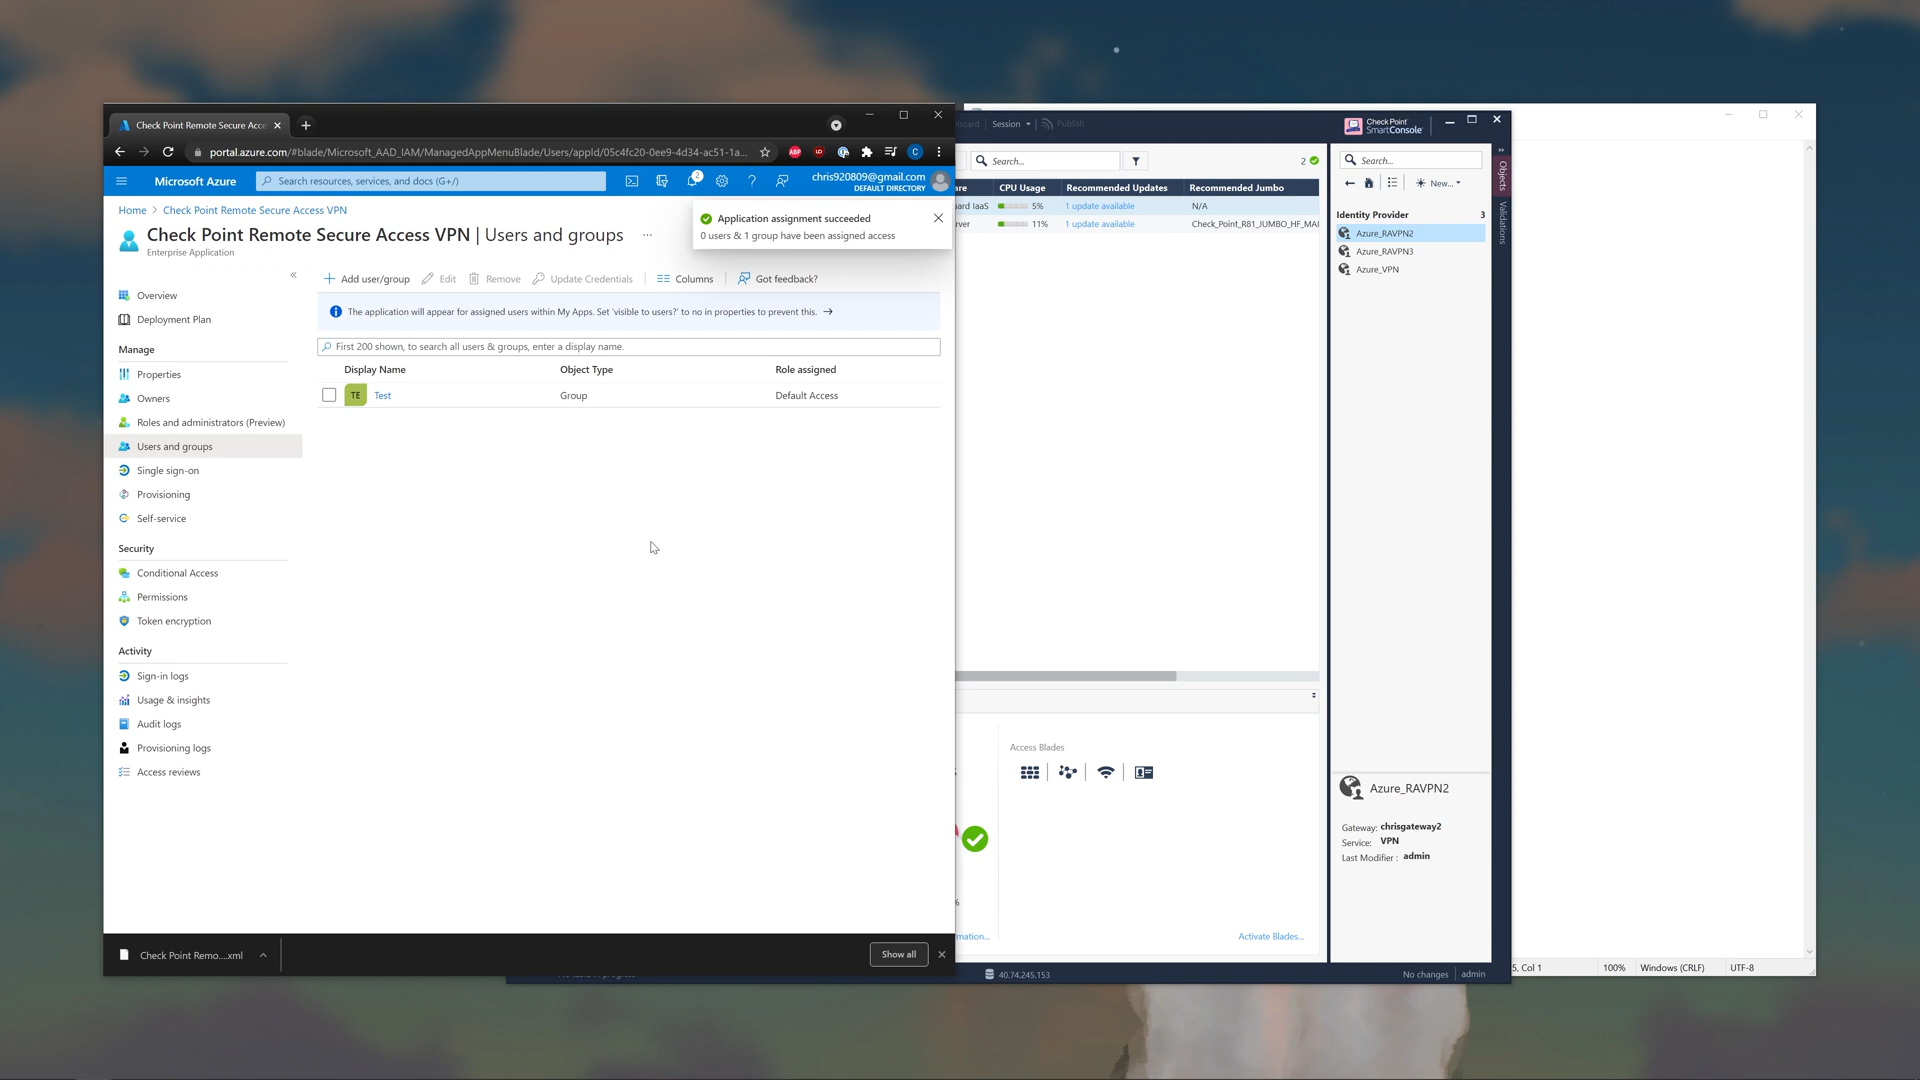 Check Point Remote Secure Acce
portal.azure.com/#blade/Microsoft_AAD_IAM/ManagedAppMenuBlade/Users/appId/05c4fc20-0ee9-4d34-ac51-1a...
ABP
UD
C
Microsoft Azure
Search resources, services, and docs (G+/)
2
chris920809@gmail.com
DEFAULT DIRECTORY
Home > Check Point Remote Secure Access VPN
Check Point Remote Secure Access VPN | Users and groups ...
Enterprise Application
Application assignment succeeded
0 users & 1 group have been assigned access
Add user/group
Edit
Remove
Update Credentials
Columns
Got feedback?
The application will appear for assigned users within My Apps. Set 'visible to users?' to no in properties to prevent this. →
First 200 shown, to search all users & groups, enter a display name.
Display Name Object Type Role assigned
TE Test Group Default Access
Overview
Deployment Plan
Manage
Properties
Owners
Roles and administrators (Preview)
Users and groups
Single sign-on
Provisioning
Self-service
Security
Conditional Access
Permissions
Token encryption
Activity
Sign-in logs
Usage & insights
Audit logs
Provisioning logs
Access reviews
Check Point Remo....xml
Show all
Session
Publish
Check Point
SmartConsole
Search...
2
CPU Usage Recommended Updates Recommended Jumbo
uard IaaS 5% 1 update available N/A
rver 11% 1 update available Check_Point_R81_JUMBO_HF_MAI
Access Blades
mation...
Activate Blades...
40.74.245.153
No changes
admin
Search...
New...
Objects
Validations
Identity Provider 3
Azure_RAVPN2
Azure_RAVPN3
Azure_VPN
Azure_RAVPN2
Gateway: chrisgateway2
Service: VPN
Last Modifier : admin
5, Col 1
100%
Windows (CRLF)
UTF-8